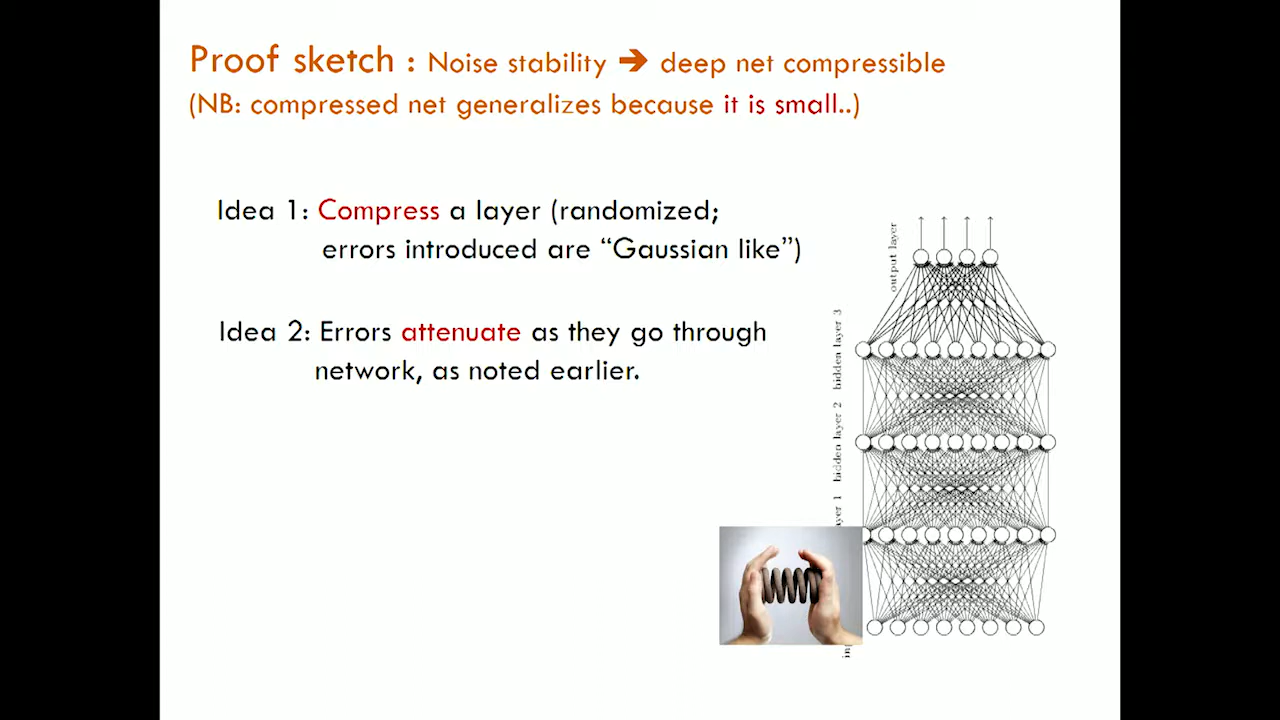 Proof sketch : Noise stability ➔ deep net compressible
(NB: compressed net generalizes because it is small..)
Idea 1: Compress a layer (randomized;
errors introduced are “Gaussian like”)
Idea 2: Errors attenuate as they go through
network, as noted earlier.
output layer
hidden layer 3
hidden layer 2